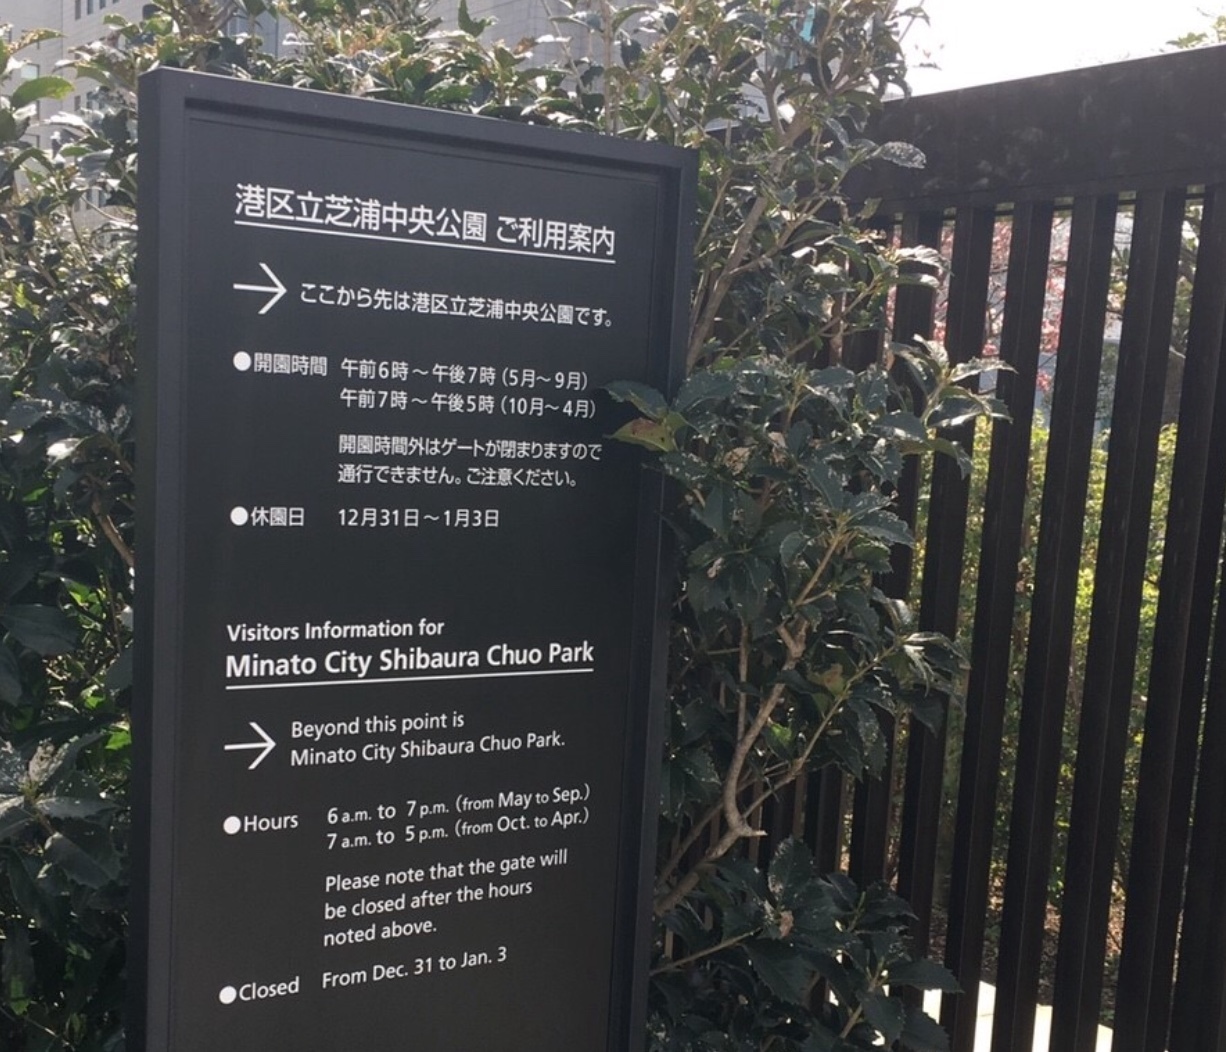 港区立芝浦中央公園 ご利用案内
→ ここから先は港区立芝浦中央公園です。
●開園時間 午前6時～午後7時（5月～9月）
午前7時～午後5時（10月～4月）
開園時間外はゲートが閉まりますので
通行できません。ご注意ください。
●休園日 12月31日～1月3日
Visitors Information for
Minato City Shibaura Chuo Park
→ Beyond this point is
Minato City Shibaura Chuo Park.
●Hours 6 a.m. to 7 p.m. (from May to Sep.)
7 a.m. to 5 p.m. (from Oct. to Apr.)
Please note that the gate will
be closed after the hours
noted above.
●Closed From Dec. 31 to Jan. 3